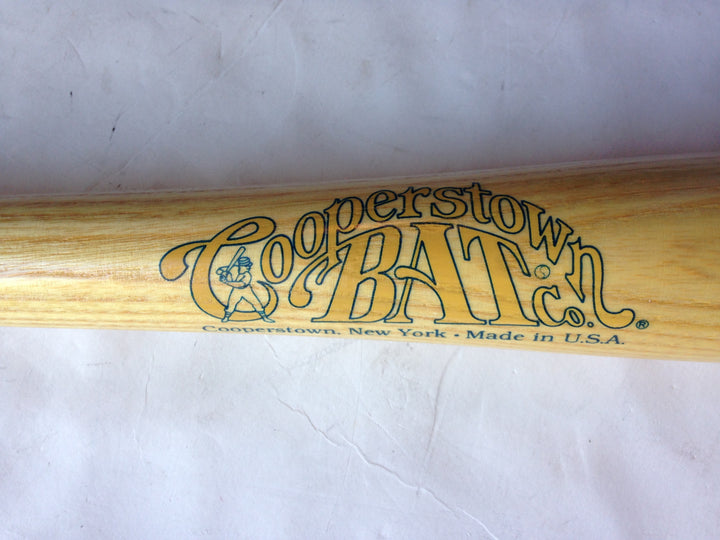 Cooperstown
BAT Co.®
Cooperstown, New York • Made in U.S.A.